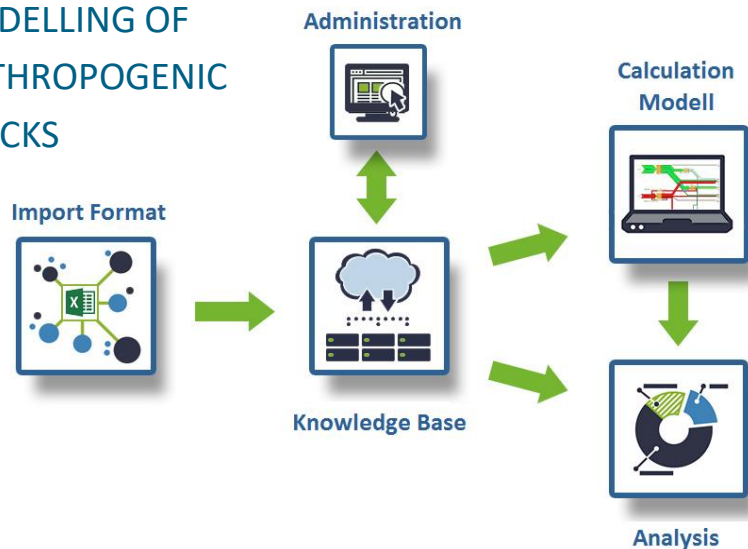 DELLING OF
THROPOGENIC
CKS
Administration
Calculation
Modell
Import Format
Knowledge Base
Analysis